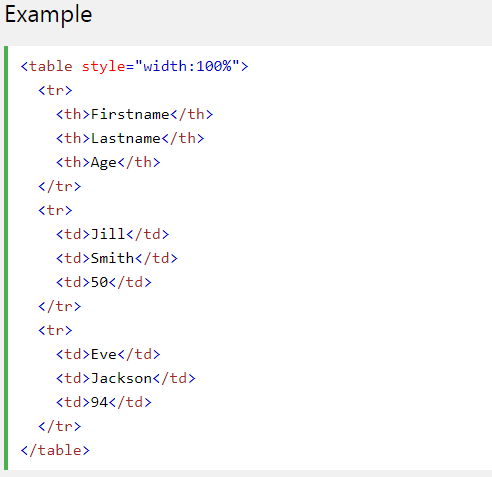 Example
<table style="width:100%">
  <tr>
    <th>Firstname</th>
    <th>Lastname</th>
    <th>Age</th>
  </tr>
  <tr>
    <td>Jill</td>
    <td>Smith</td>
    <td>50</td>
  </tr>
  <tr>
    <td>Eve</td>
    <td>Jackson</td>
    <td>94</td>
  </tr>
</table>